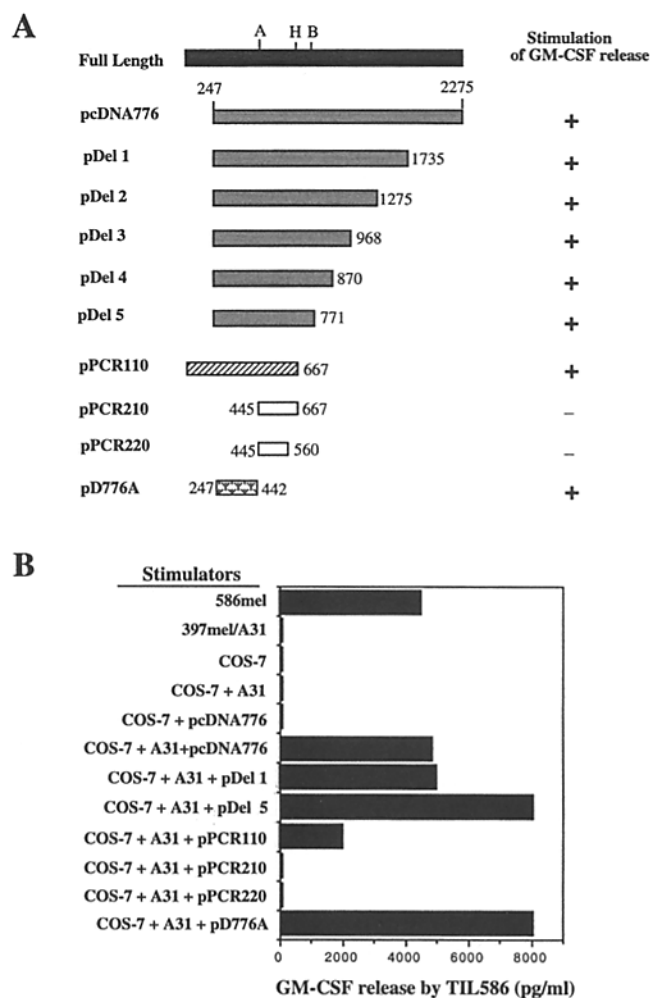 A
A H B
Stimulation
of GM-CSF release
Full Length
247 2275
pcDNA776 +
pDel 1 1735 +
pDel 2 1275 +
pDel 3 968 +
pDel 4 870 +
pDel 5 771 +
pPCR110 667 +
pPCR210 445 667 –
pPCR220 445 560 –
pD776A 247 442 +
B
Stimulators
586mel
397mel/A31
COS-7
COS-7 + A31
COS-7 + pcDNA776
COS-7 + A31+pcDNA776
COS-7 + A31 + pDel 1
COS-7 + A31 + pDel 5
COS-7 + A31 + pPCR110
COS-7 + A31 + pPCR210
COS-7 + A31 + pPCR220
COS-7 + A31 + pD776A
0 2000 4000 6000 8000
GM-CSF release by TIL586 (pg/ml)